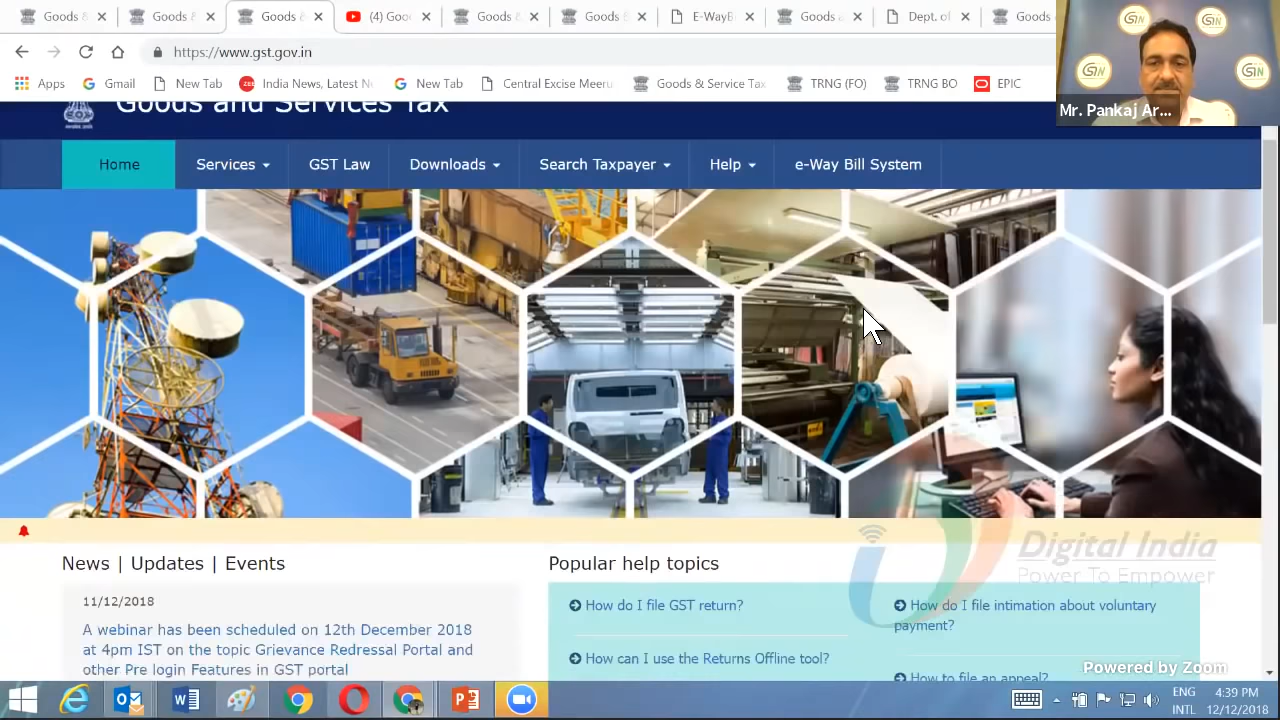 Goods &
Goods &
Goods &
(4) Goo
Goods &
Goods &
E-WayB
Goods &
Dept. of
Goods
https://www.gst.gov.in
Apps
Gmail
New Tab
India News, Latest N
New Tab
Central Excise Meeru
Goods & Service Tax
TRNG (FO)
TRNG BO
EPIC
Mr. Pankaj Ar...
Goods and Services Tax
Home
Services
GST Law
Downloads
Search Taxpayer
Help
e-Way Bill System
Digital India
Power To Empower
News | Updates | Events
11/12/2018
A webinar has been scheduled on 12th December 2018
at 4pm IST on the topic Grievance Redressal Portal and
other Pre login Features in GST portal
Popular help topics
How do I file GST return?
How can I use the Returns Offline tool?
How do I file intimation about voluntary
payment?
How to file an appeal?
Powered by Zoom
ENG
INTL
4:39 PM
12/12/2018